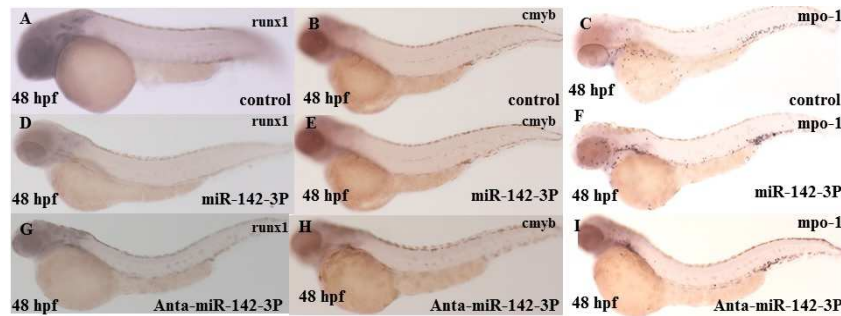 A
runx1
48 hpf
control
B
cmyb
48 hpf
control
C
mpo-1
48 hpf
control
D
runx1
48 hpf
miR-142-3P
E
cmyb
48 hpf
miR-142-3P
F
mpo-1
48 hpf
miR-142-3P
G
runx1
48 hpf
Anta-miR-142-3P
H
cmyb
48 hpf
Anta-miR-142-3P
I
mpo-1
48 hpf
Anta-miR-142-3P